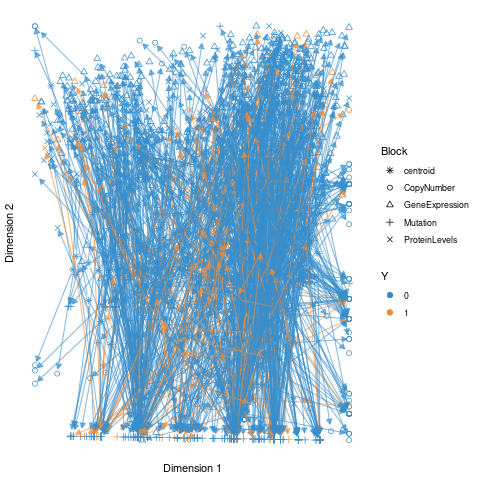 Block
centroid
CopyNumber
GeneExpression
Mutation
ProteinLevels
Y
0
1
Dimension 2
Dimension 1